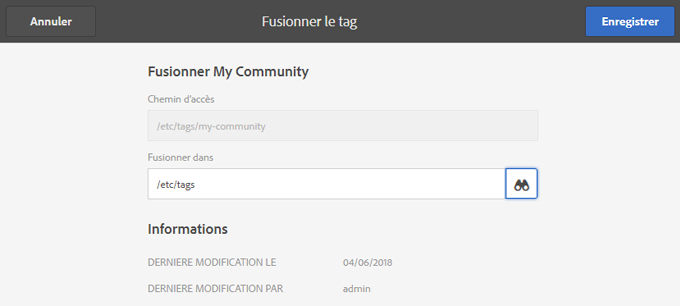 Annuler
Fusionner le tag
Enregistrer
Fusionner My Community
Chemin d'accès
/etc/tags/my-community
Fusionner dans
/etc/tags
Informations
DERNIERE MODIFICATION LE 04/06/2018
DERNIERE MODIFICATION PAR admin